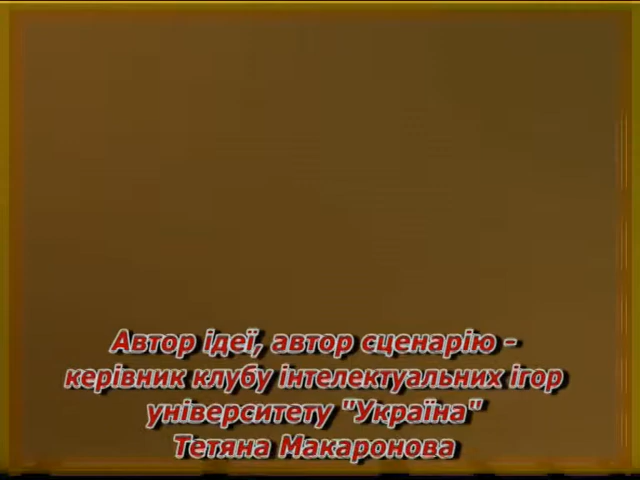 Автор ідеї, автор сценарію -
керівник клубу інтелектуальних ігор
університету "Україна"
Тетяна Макаронова